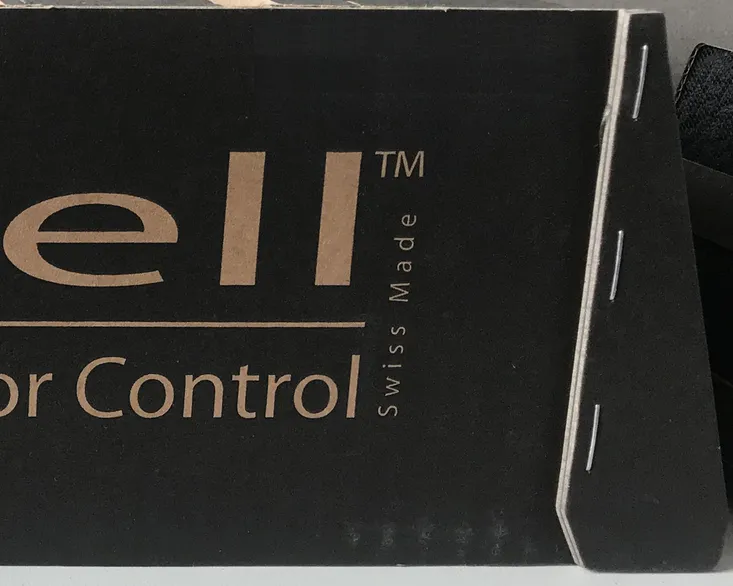 ell™
or Control
Swiss Made